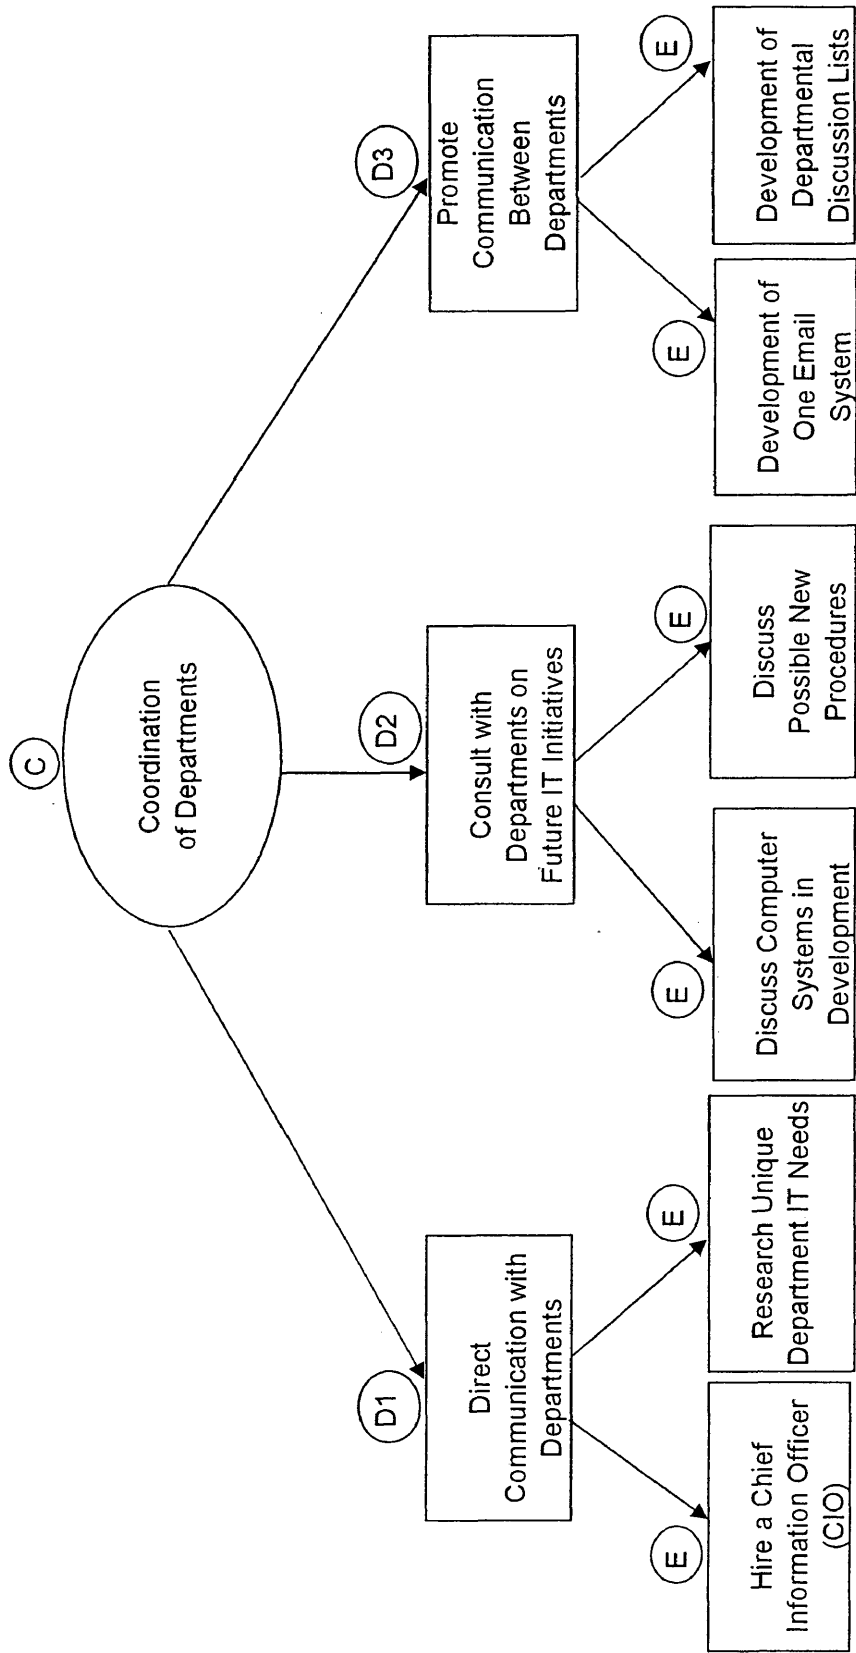 C
Coordination
of Departments
D1
Direct
Communication with
Departments
D2
Consult with
Departments on
Future IT Initiatives
D3
Promote
Communication
Between
Departments
E
Hire a Chief
Information Officer
(CIO)
E
Research Unique
Department IT Needs
E
Discuss Computer
Systems in
Development
E
Discuss
Possible New
Procedures
E
Development of
One Email
System
E
Development of
Departmental
Discussion Lists